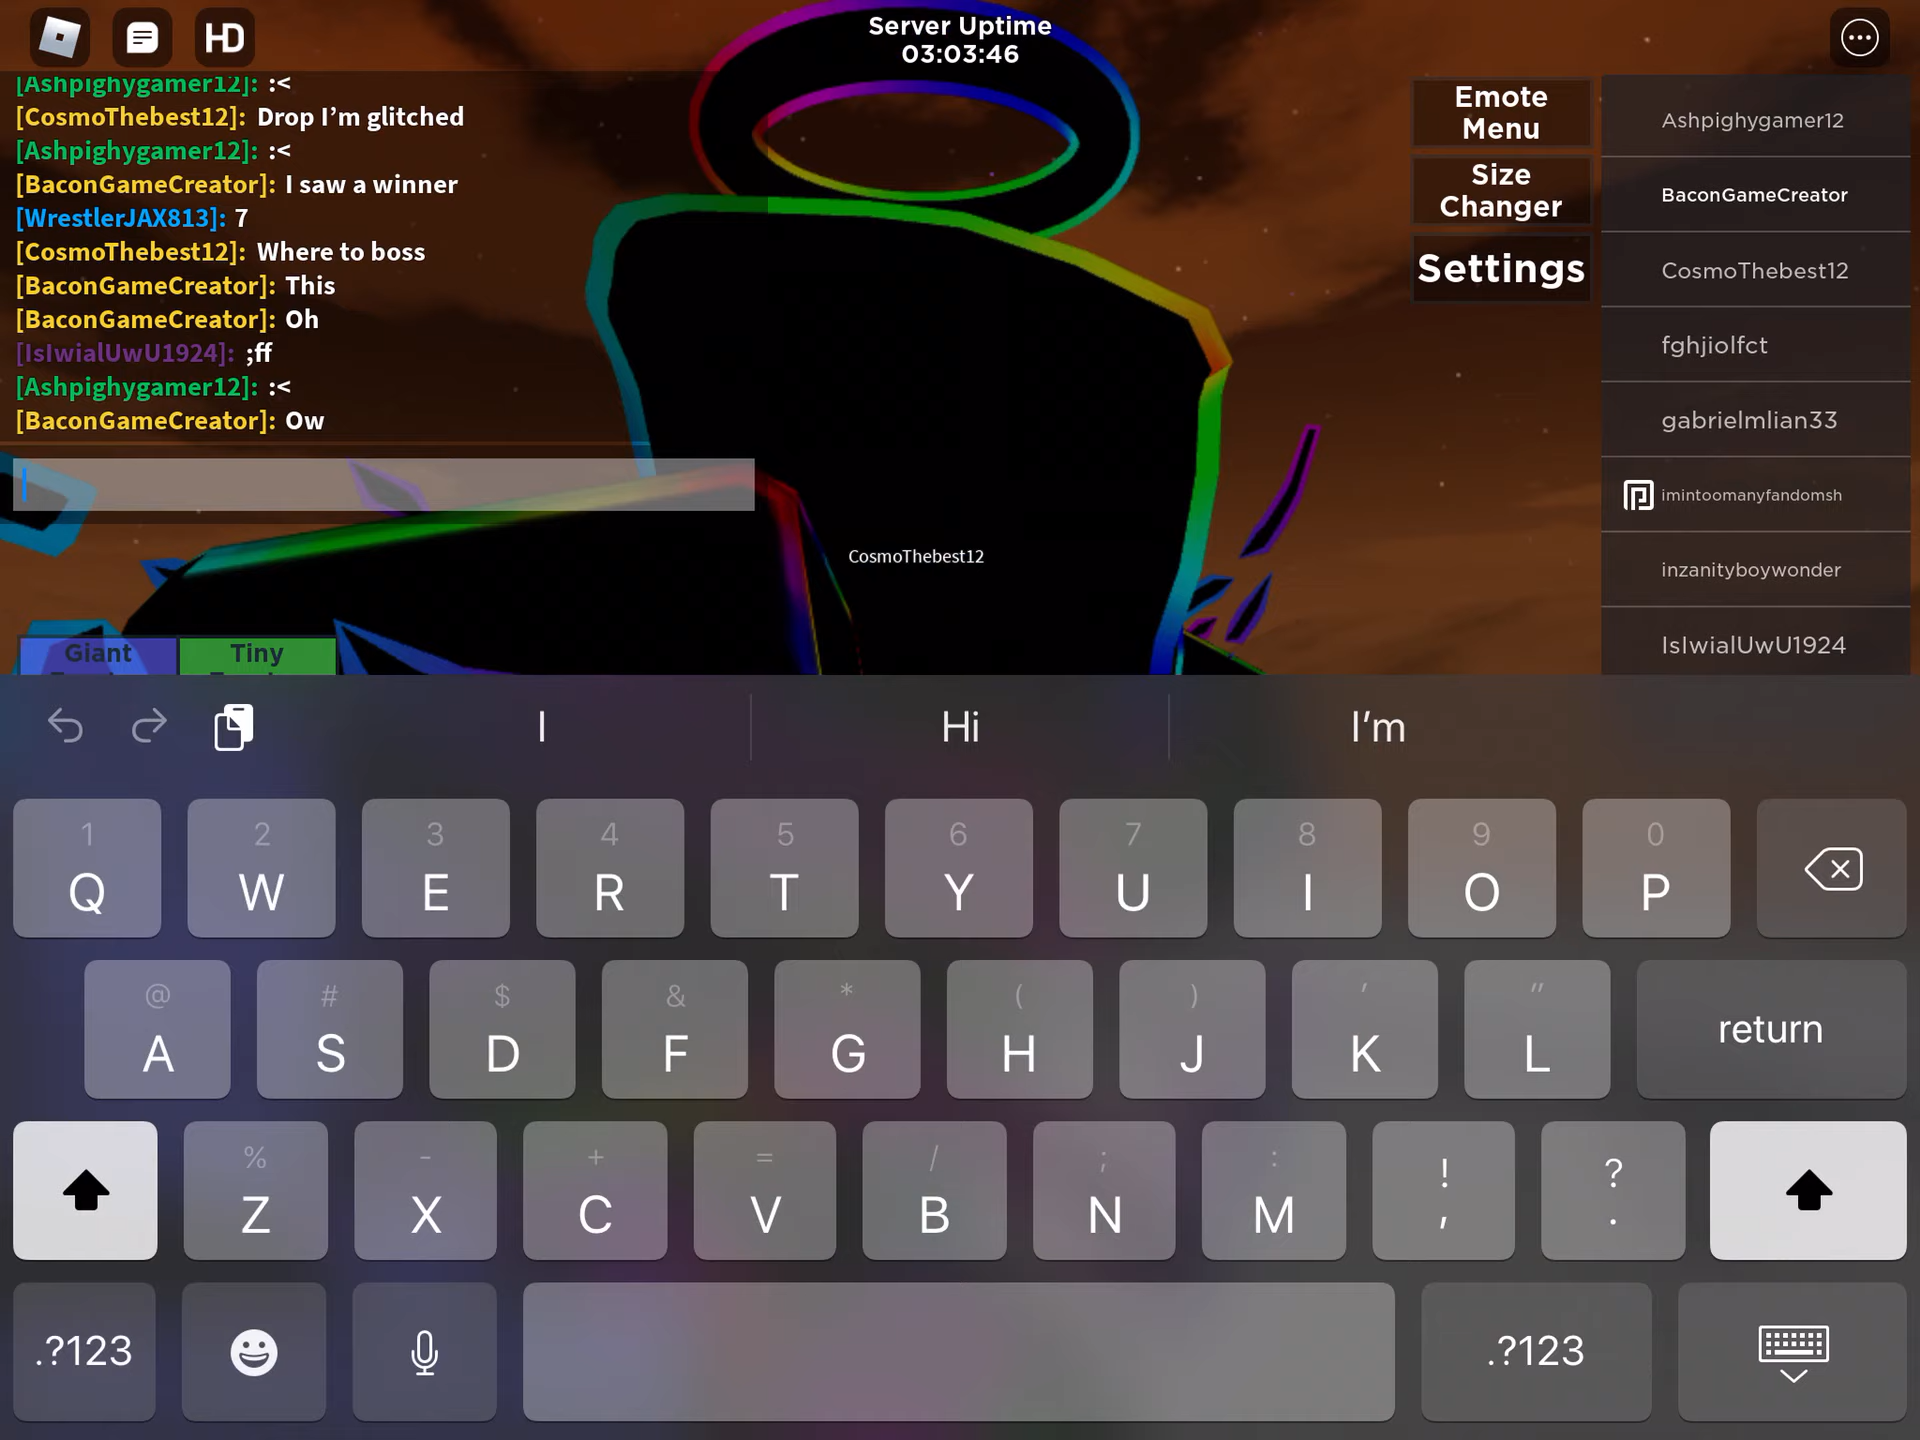 HD
Server Uptime
03:03:46
[Ashpighygamer12]: :<
[CosmoThebest12]: Drop I'm glitched
[Ashpighygamer12]: :<
[BaconGameCreator]: I saw a winner
[WrestlerJAX813]: 7
[CosmoThebest12]: Where to boss
[BaconGameCreator]: This
[BaconGameCreator]: Oh
[IsIwialUwU1924]: ;ff
[Ashpighygamer12]: :<
[BaconGameCreator]: Ow
Emote
Menu
Size
Changer
Settings
Ashpighygamer12
BaconGameCreator
CosmoThebest12
fghjiolfct
gabrielmlian33
imintoomanyfandomsh
inzanityboywonder
IsIwialUwU1924
CosmoThebest12
Giant
Tiny
I
Hi
I'm
1 2 3 4 5 6 7 8 9 0
Q W E R T Y U I O P
@ # $ & * ( ) ' "
A S D F G H J K L return
% - + = / ; : ! ?
Z X C V B N M , .
.?123
.?123